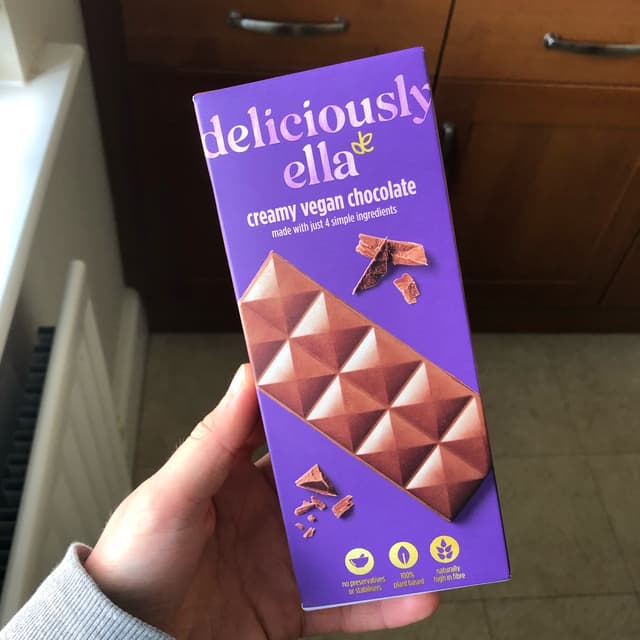 deliciously
ella
creamy vegan chocolate
made with just 4 simple ingredients
no preservatives
or stabilisers
100%
plant based
naturally
high in fibre